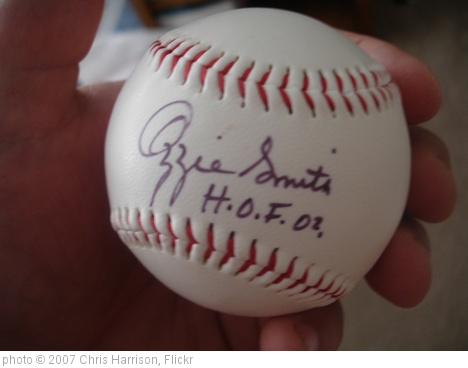 Ozzie Smith
H.O.F. 02.
photo © 2007 Chris Harrison, Flickr